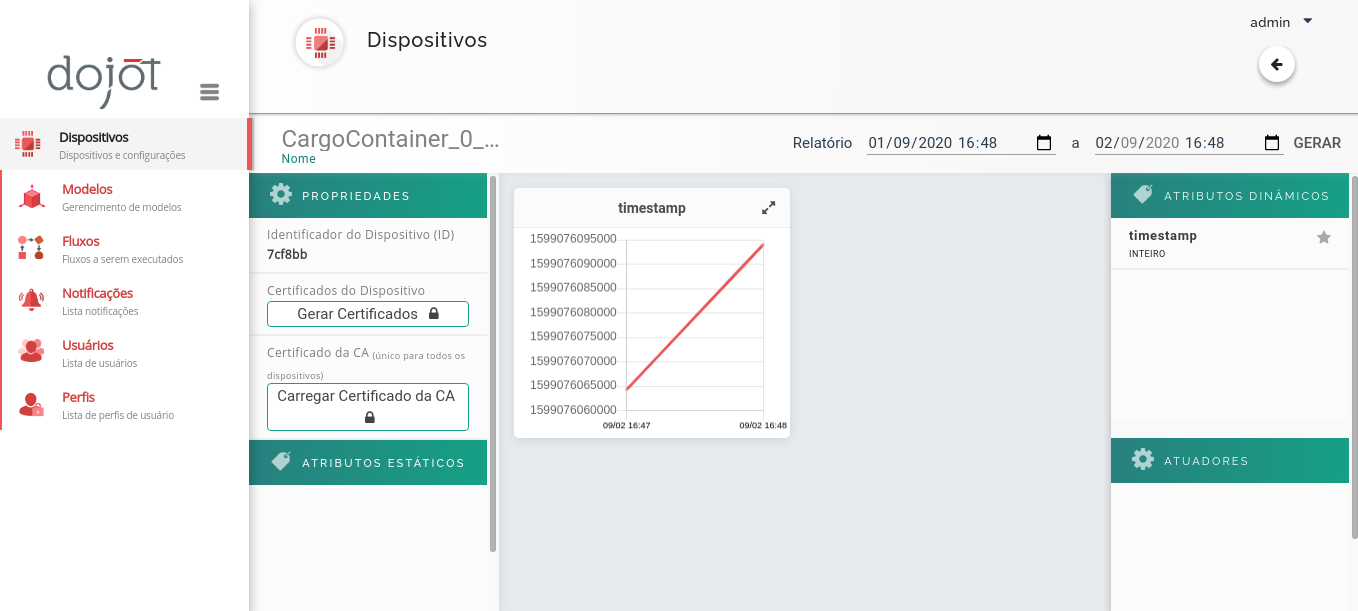 dojot
Dispositivos
Dispositivos e configurações
Modelos
Gerencimento de modelos
Fluxos
Fluxos a serem executados
Notificações
Lista notificações
Usuários
Lista de usuários
Perfis
Lista de perfis de usuário
Dispositivos
admin
CargoContainer_0_...
Nome
Relatório 01/09/2020 16:48 a 02/09/2020 16:48 GERAR
PROPRIEDADES
Identificador do Dispositivo (ID)
7cf8bb
Certificados do Dispositivo
Gerar Certificados
Certificado da CA (único para todos os
dispositivos)
Carregar Certificado da CA
ATRIBUTOS ESTÁTICOS
timestamp
1599076095000
1599076090000
1599076085000
1599076080000
1599076075000
1599076070000
1599076065000
1599076060000
09/02 16:47 09/02 16:48
ATRIBUTOS DINÂMICOS
timestamp
INTEIRO
ATUADORES